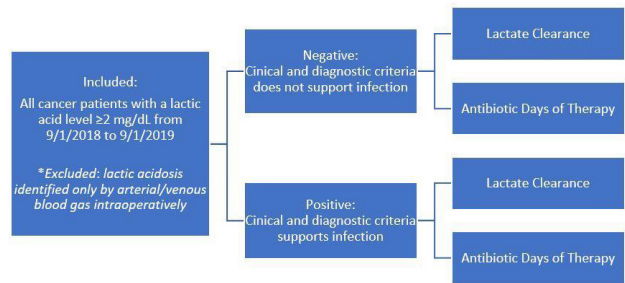 Included:
All cancer patients with a lactic
acid level ≥2 mg/dL from
9/1/2018 to 9/1/2019
*Excluded: lactic acidosis
identified only by arterial/venous
blood gas intraoperatively
Negative:
Cinical and diagnostic criteria
does not support infection
Lactate Clearance
Antibiotic Days of Therapy
Positive:
Cinical and diagnostic criteria
supports infection
Lactate Clearance
Antibiotic Days of Therapy